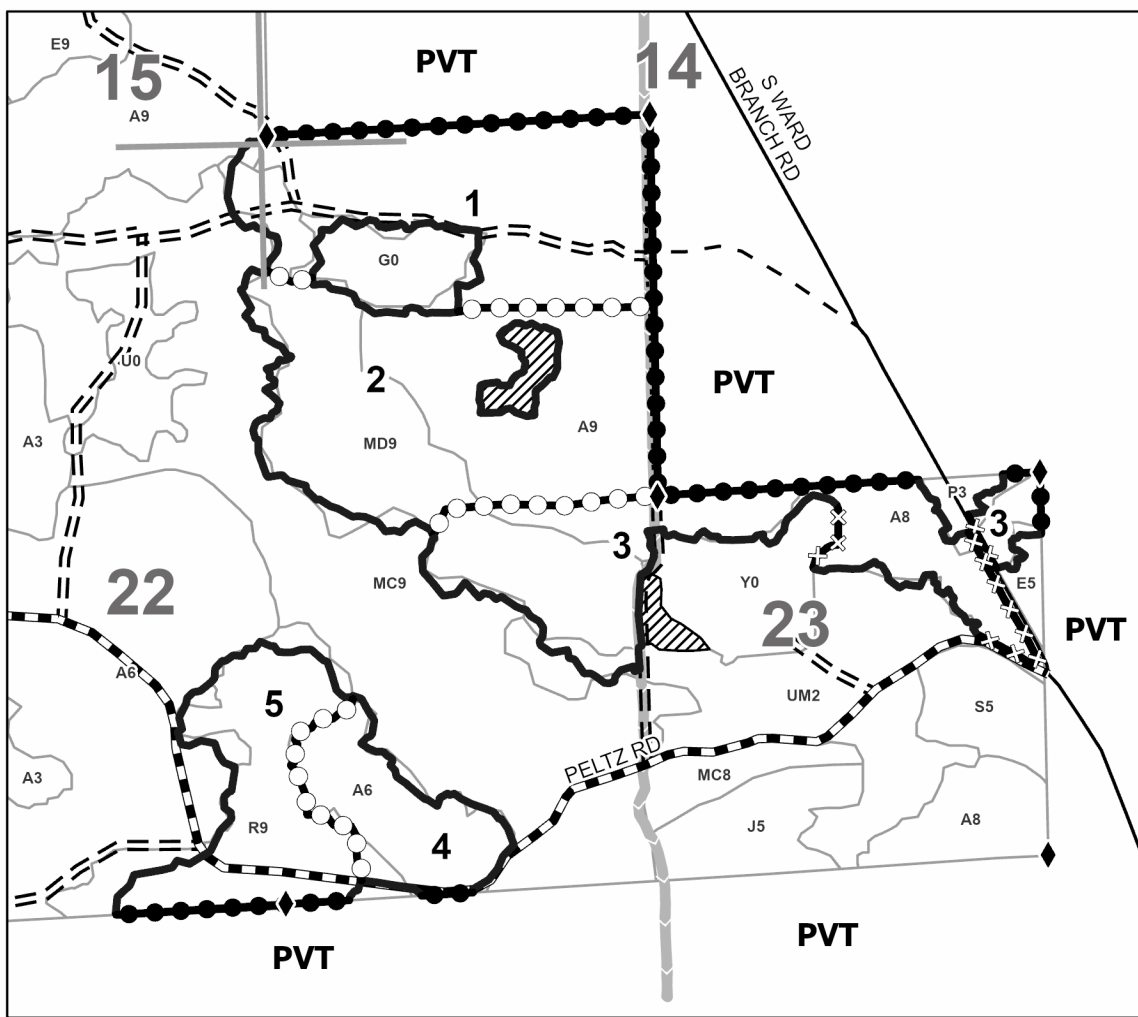 E9
15
PVT
14
S WARD
BRANCH RD
A9
1
G0
U0
2
PVT
A3
MD9
A9
P3
3
A8
3
MC9
Y0
E5
22
23
PVT
A6
5
UM2
S5
PELTZ RD
A3
A6
MC8
R9
4
J5
A8
PVT
PVT